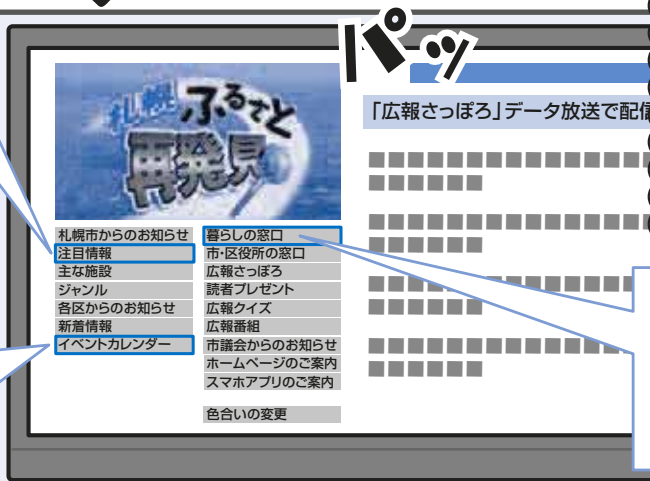 パッ
札幌 ふるさと
再発見
「広報さっぽろ」データ放送で配信
札幌市からのお知らせ
注目情報
主な施設
ジャンル
各区からのお知らせ
新着情報
イベントカレンダー
暮らしの窓口
市・区役所の窓口
広報さっぽろ
読者プレゼント
広報クイズ
広報番組
市議会からのお知らせ
ホームページのご案内
スマホアプリのご案内
色合いの変更